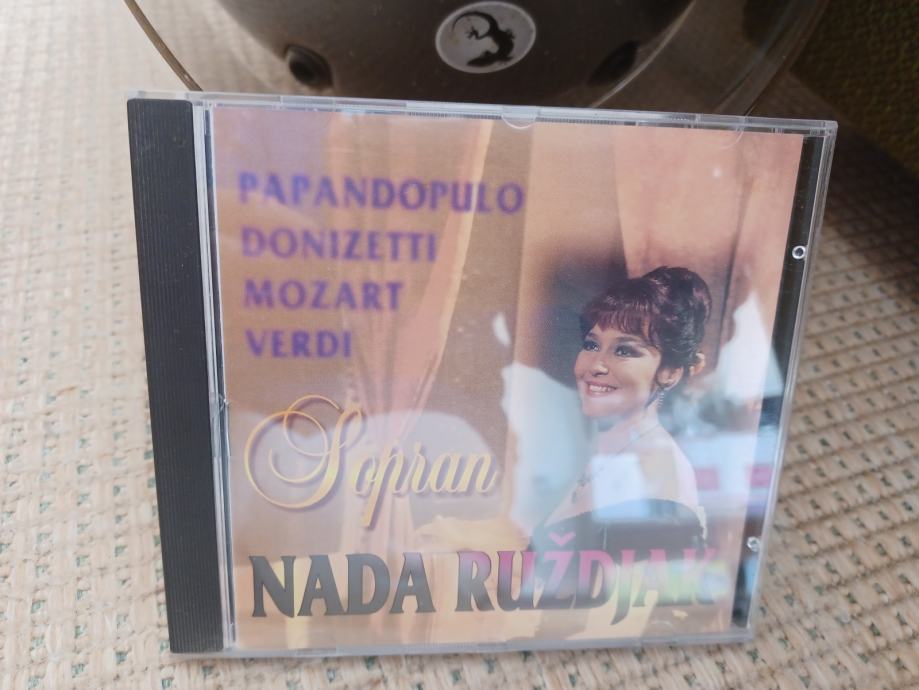 PAPANDOPULO
DONIZETTI
MOZART
VERDI
Sopran
NADA RUŽDJAK